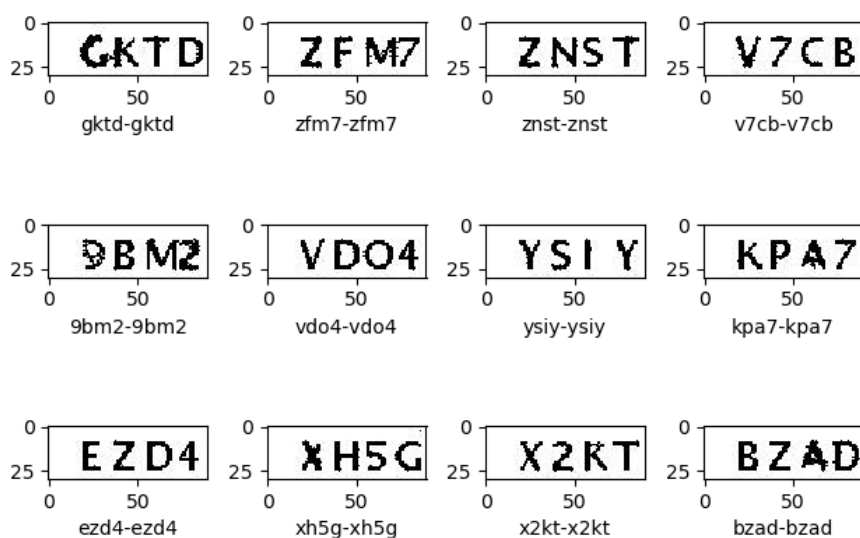 0 GKTD 0 ZFM7 0 ZNST 0 V7CB
25 25 25 25
0 50 0 50 0 50 0 50
gktd-gktd zfm7-zfm7 znst-znst v7cb-v7cb
0 9BM2 0 VDO4 0 YSIY 0 KPA7
25 25 25 25
0 50 0 50 0 50 0 50
9bm2-9bm2 vdo4-vdo4 ysiy-ysiy kpa7-kpa7
0 EZD4 0 XH5G 0 X2KT 0 BZAD
25 25 25 25
0 50 0 50 0 50 0 50
ezd4-ezd4 xh5g-xh5g x2kt-x2kt bzad-bzad